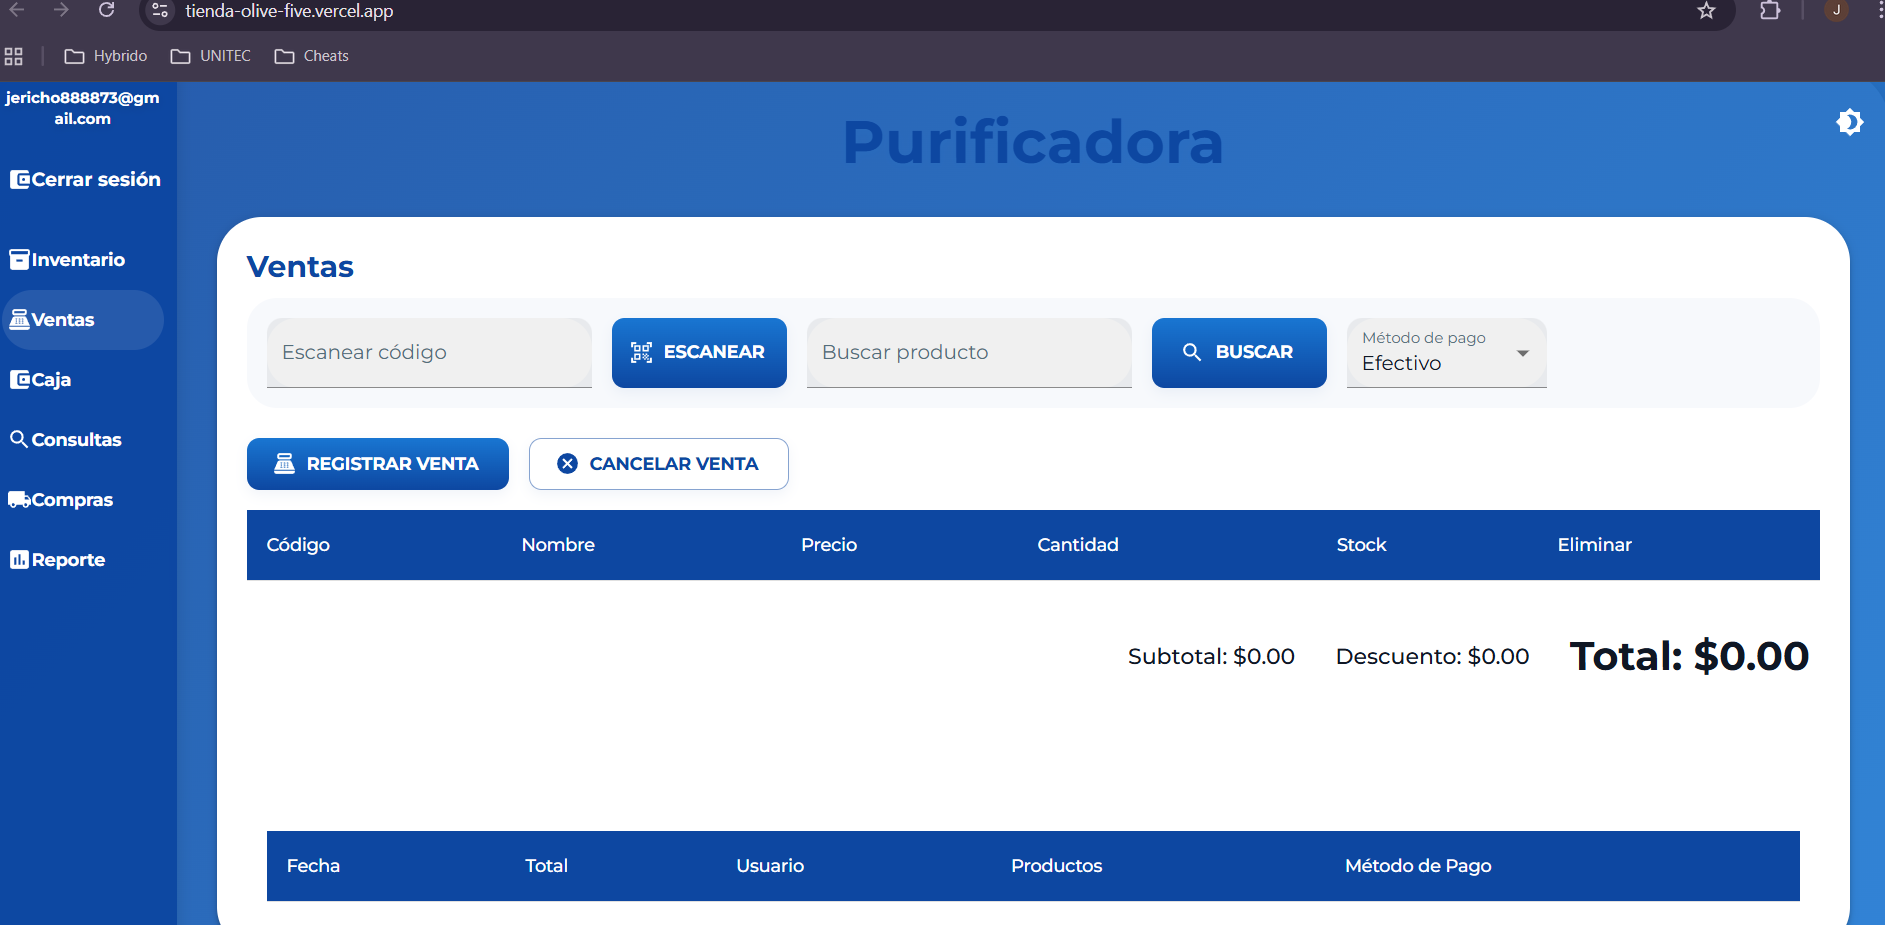 tienda-olive-five.vercel.app
J
Hybrido
UNITEC
Cheats
jericho888873@gm
ail.com
Cerrar sesión
Inventario
Ventas
Caja
Consultas
Compras
Reporte
Purificadora
Ventas
Escanear código
ESCANEAR
Buscar producto
BUSCAR
Método de pago
Efectivo
REGISTRAR VENTA
CANCELAR VENTA
Código Nombre Precio Cantidad Stock Eliminar
Subtotal: $0.00 Descuento: $0.00 Total: $0.00
Fecha Total Usuario Productos Método de Pago